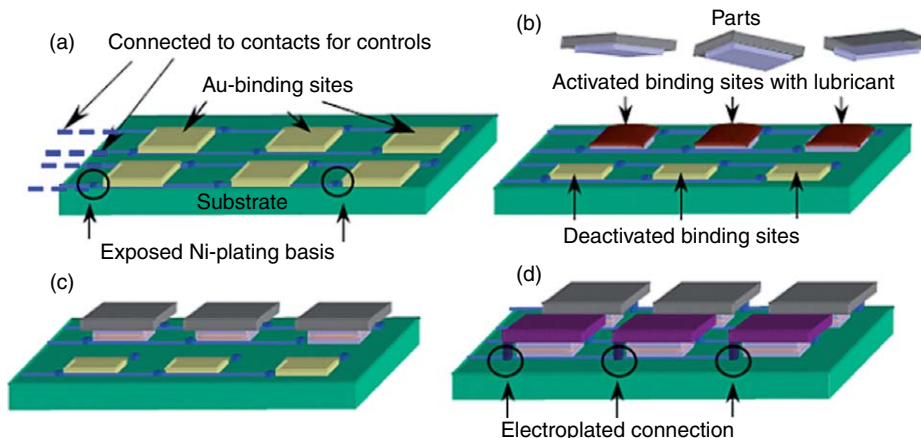 (a)
Connected to contacts for controls
Au-binding sites
Substrate
Exposed Ni-plating basis
(b)
Parts
Activated binding sites with lubricant
Deactivated binding sites
(c)
(d)
Electroplated connection